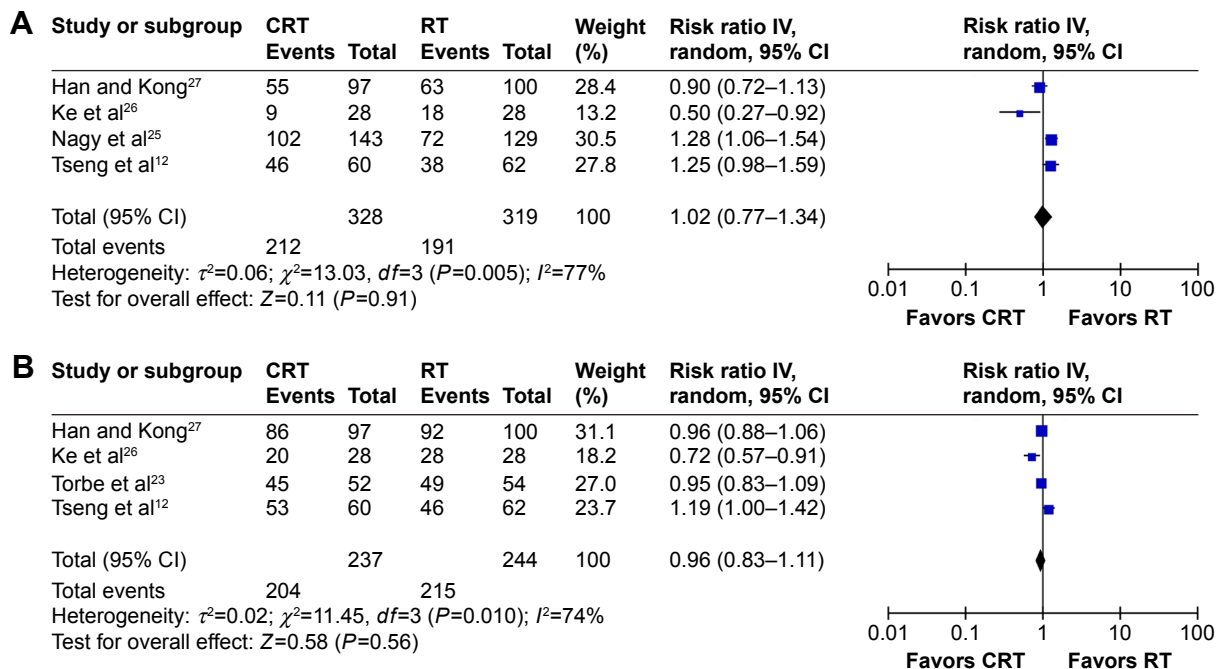 A Study or subgroup CRT RT Weight Risk ratio IV, Risk ratio IV,
Events Total Events Total (%) random, 95% CI random, 95% CI
Han and Kong²⁷ 55 97 63 100 28.4 0.90 (0.72–1.13)
Ke et al²⁶ 9 28 18 28 13.2 0.50 (0.27–0.92)
Nagy et al²⁵ 102 143 72 129 30.5 1.28 (1.06–1.54)
Tseng et al¹² 46 60 38 62 27.8 1.25 (0.98–1.59)
Total (95% CI) 328 319 100 1.02 (0.77–1.34)
Total events 212 191
Heterogeneity: τ²=0.06; χ²=13.03, df=3 (P=0.005); I²=77%
Test for overall effect: Z=0.11 (P=0.91)
0.01 0.1 1 10 100
Favors CRT Favors RT
B Study or subgroup CRT RT Weight Risk ratio IV, Risk ratio IV,
Events Total Events Total (%) random, 95% CI random, 95% CI
Han and Kong²⁷ 86 97 92 100 31.1 0.96 (0.88–1.06)
Ke et al²⁶ 20 28 28 28 18.2 0.72 (0.57–0.91)
Torbe et al²³ 45 52 49 54 27.0 0.95 (0.83–1.09)
Tseng et al¹² 53 60 46 62 23.7 1.19 (1.00–1.42)
Total (95% CI) 237 244 100 0.96 (0.83–1.11)
Total events 204 215
Heterogeneity: τ²=0.02; χ²=11.45, df=3 (P=0.010); I²=74%
Test for overall effect: Z=0.58 (P=0.56)
0.01 0.1 1 10 100
Favors CRT Favors RT